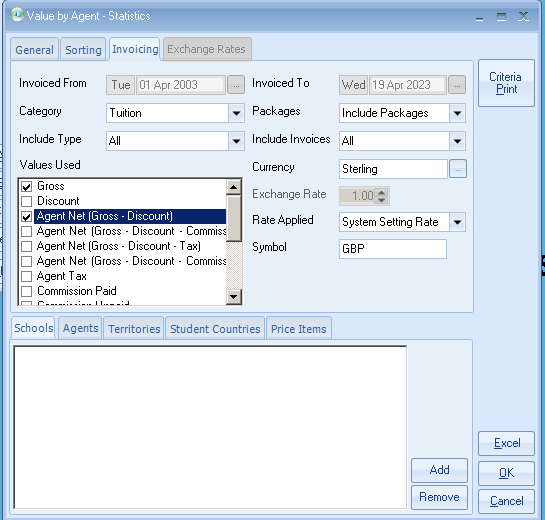 Value by Agent - Statistics
General
Sorting
Invoicing
Exchange Rates
Criteria
Print
Invoiced From
Tue
01 Apr 2003
...
Invoiced To
Wed
19 Apr 2023
...
Category
Tuition
Packages
Include Packages
Include Type
All
Include Invoices
All
Values Used
Gross
Discount
Agent Net (Gross - Discount)
Agent Net (Gross - Discount - Commis
Agent Net (Gross - Discount - Tax)
Agent Net (Gross - Discount - Commis
Agent Tax
Commission Paid
Commission Unpaid
Currency
Sterling
...
Exchange Rate
1.00
Rate Applied
System Setting Rate
Symbol
GBP
Schools
Agents
Territories
Student Countries
Price Items
Add
Remove
Excel
OK
Cancel